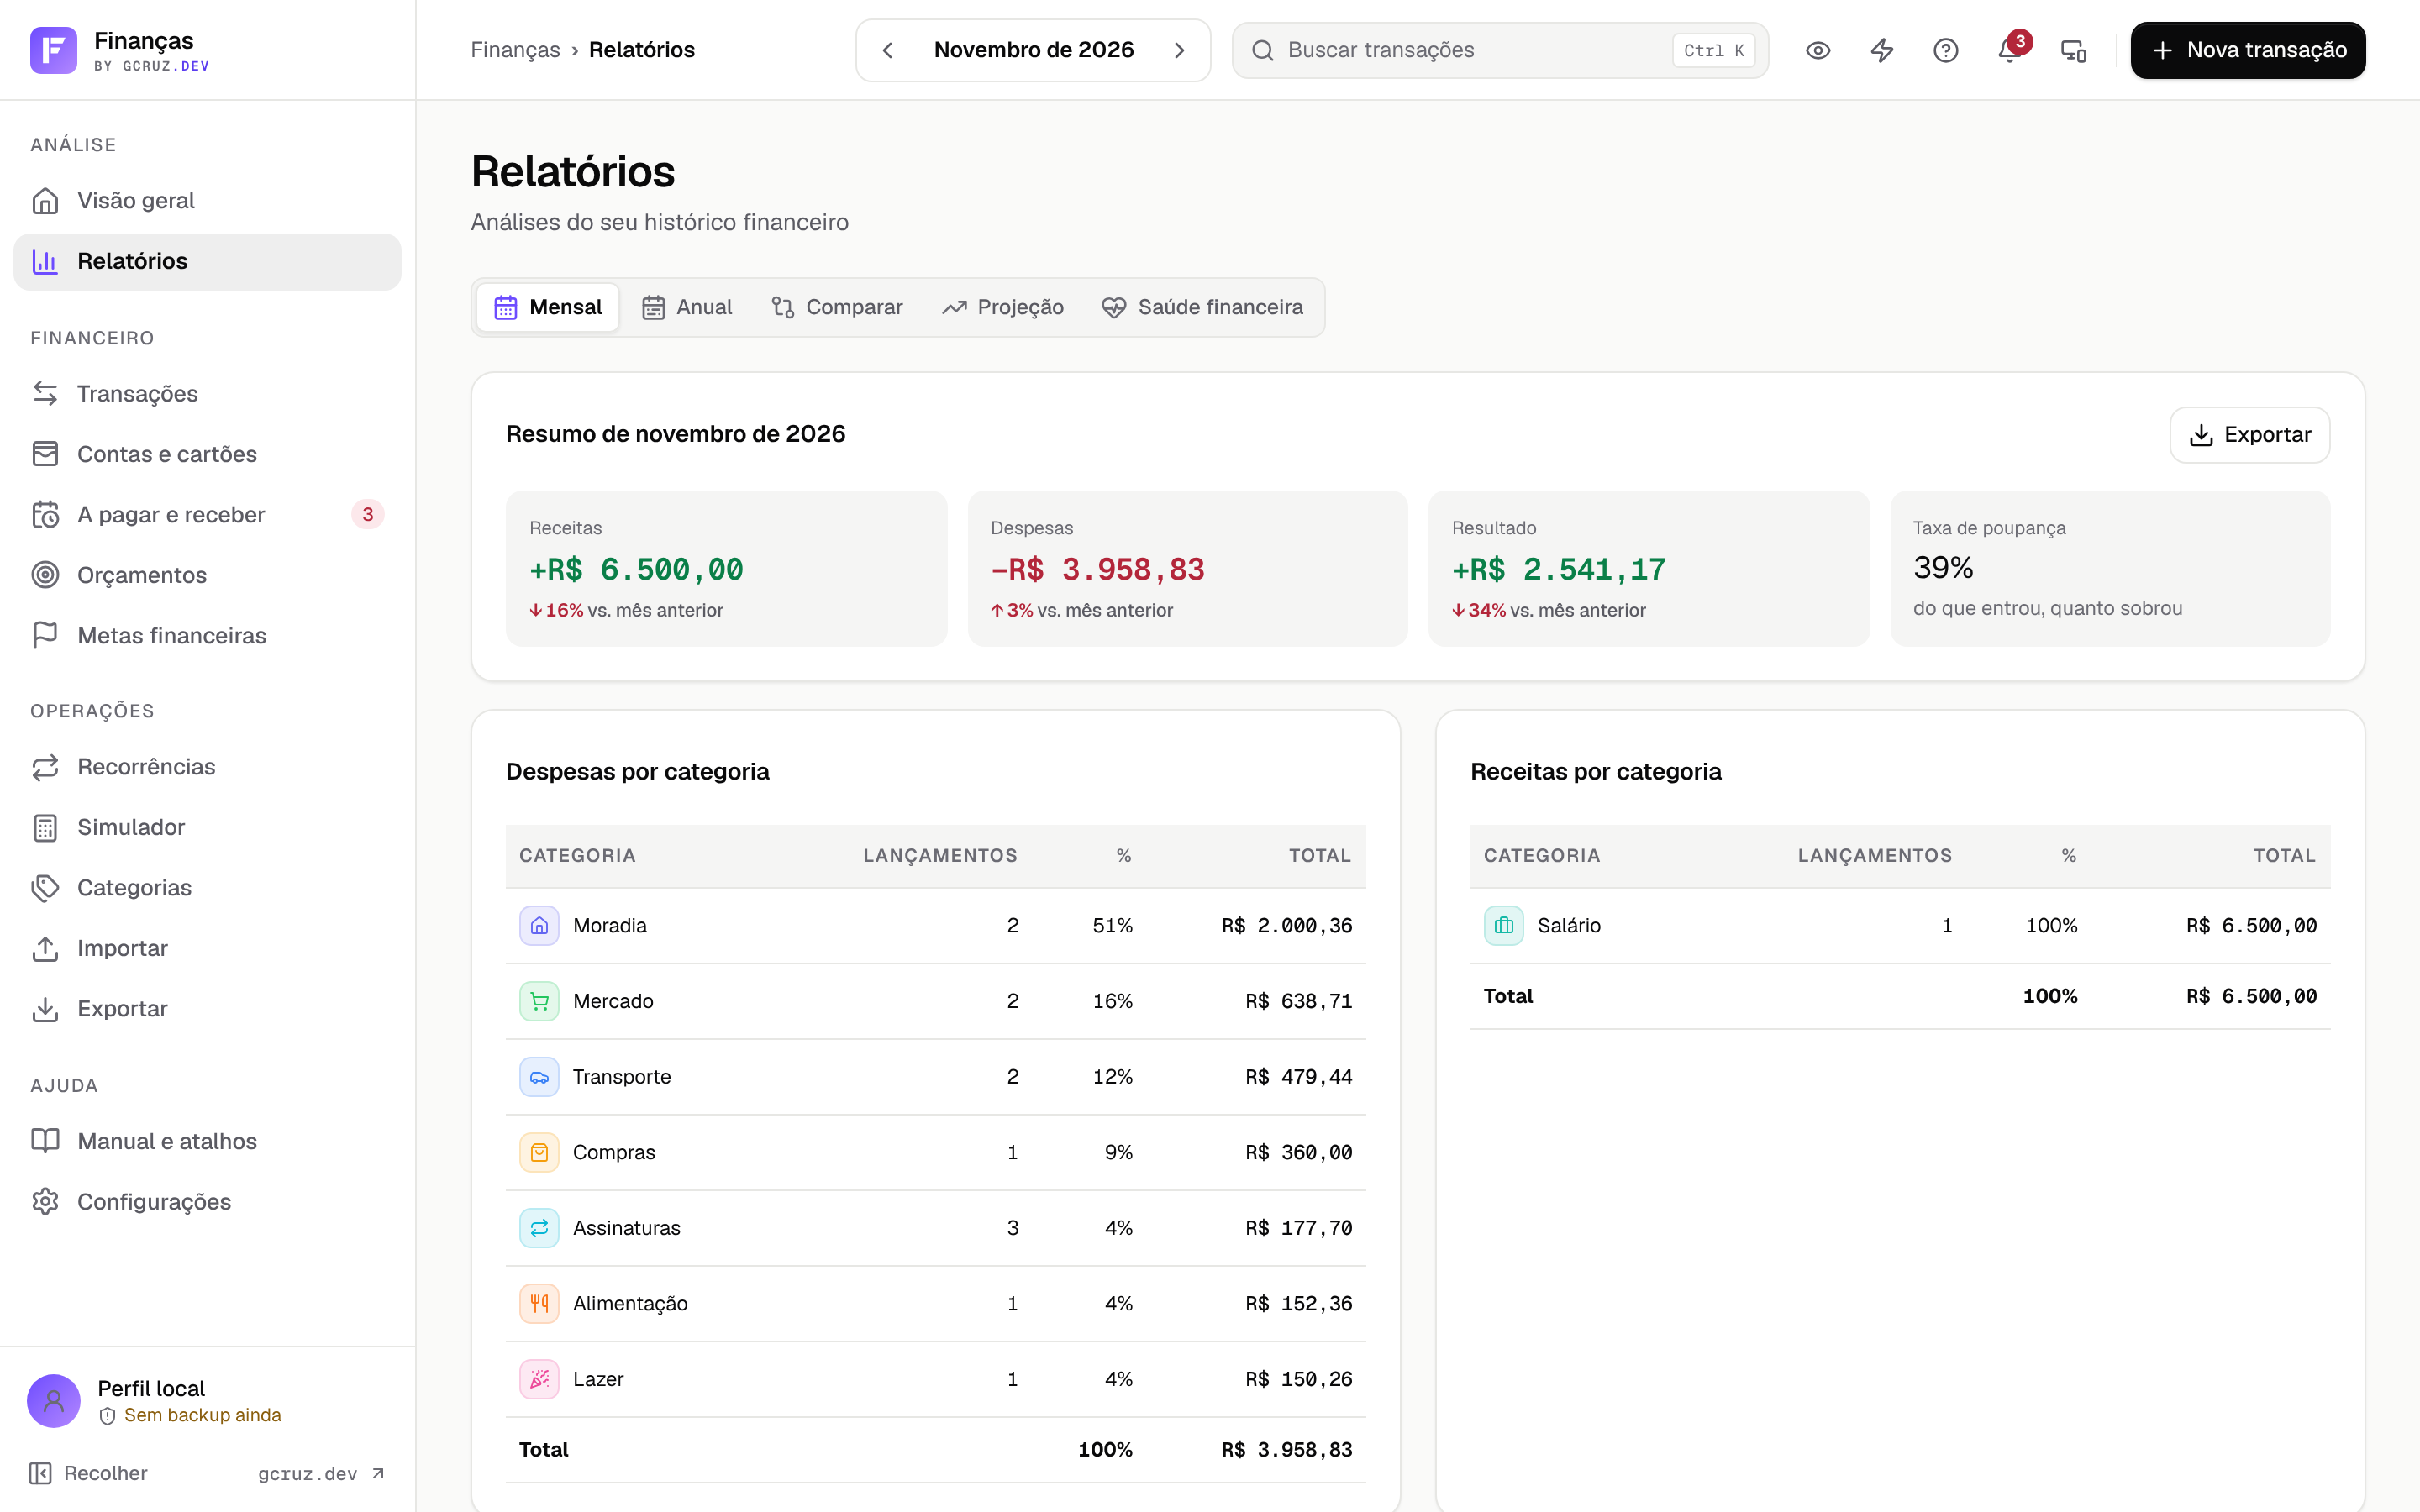 Finanças
BY GCRUZ.DEV
ANÁLISE
Visão geral
Relatórios
FINANCEIRO
Transações
Contas e cartões
A pagar e receber 3
Orçamentos
Metas financeiras
OPERAÇÕES
Recorrências
Simulador
Categorias
Importar
Exportar
AJUDA
Manual e atalhos
Configurações
Perfil local
Sem backup ainda
Recolher gcruz.dev
Finanças › Relatórios
Novembro de 2026
Buscar transações Ctrl K
3
Nova transação
Relatórios
Análises do seu histórico financeiro
Mensal Anual Comparar Projeção Saúde financeira
Resumo de novembro de 2026
Exportar
Receitas
+R$ 6.500,00
16% vs. mês anterior
Despesas
−R$ 3.958,83
3% vs. mês anterior
Resultado
+R$ 2.541,17
34% vs. mês anterior
Taxa de poupança
39%
do que entrou, quanto sobrou
Despesas por categoria
CATEGORIA LANÇAMENTOS % TOTAL
Moradia 2 51% R$ 2.000,36
Mercado 2 16% R$ 638,71
Transporte 2 12% R$ 479,44
Compras 1 9% R$ 360,00
Assinaturas 3 4% R$ 177,70
Alimentação 1 4% R$ 152,36
Lazer 1 4% R$ 150,26
Total 100% R$ 3.958,83
Receitas por categoria
CATEGORIA LANÇAMENTOS % TOTAL
Salário 1 100% R$ 6.500,00
Total 100% R$ 6.500,00